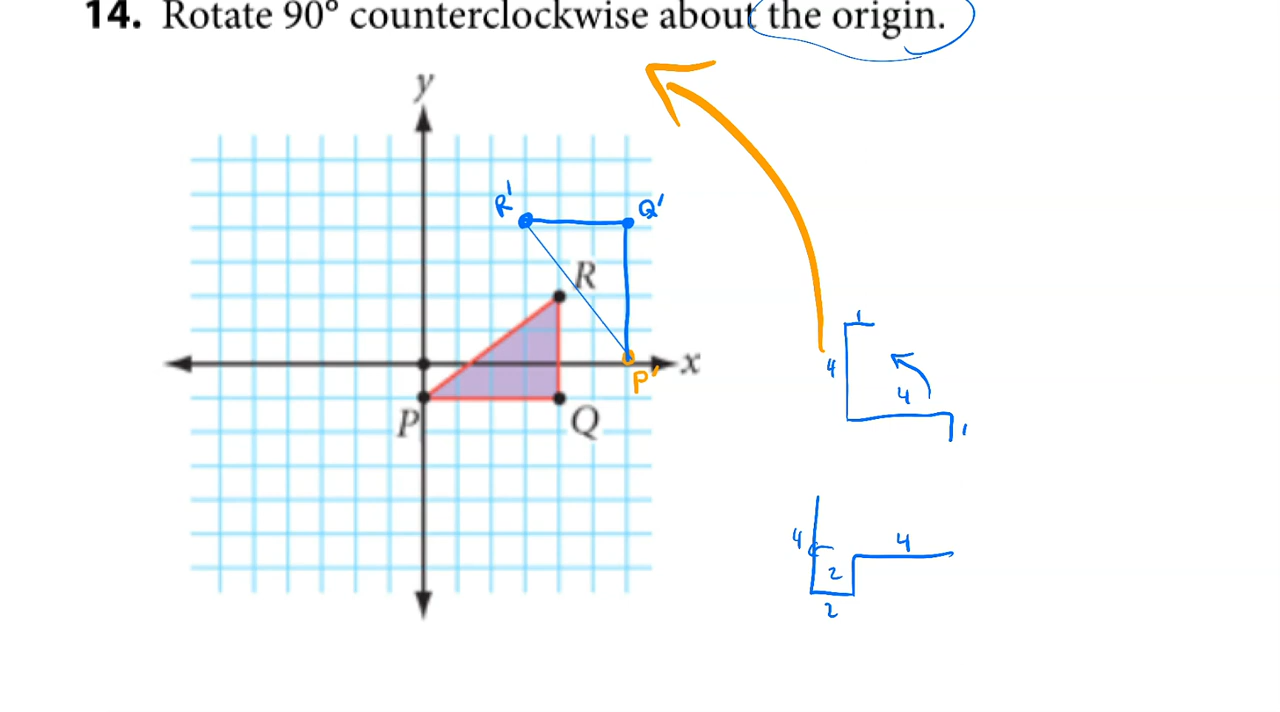 14. Rotate 90° counterclockwise about the origin.
y
R' Q'
R
x
P'
P Q
1
4
4
1
4
4
2
2